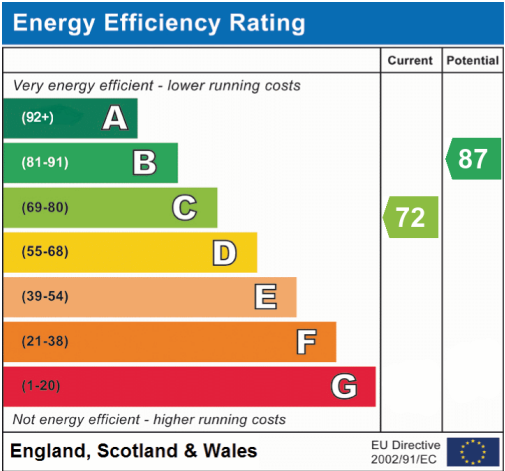 Energy Efficiency Rating
Current Potential
Very energy efficient - lower running costs
(92+) A
(81-91) B
87
(69-80) C
72
(55-68) D
(39-54) E
(21-38) F
(1-20) G
Not energy efficient - higher running costs
England, Scotland & Wales
EU Directive
2002/91/EC